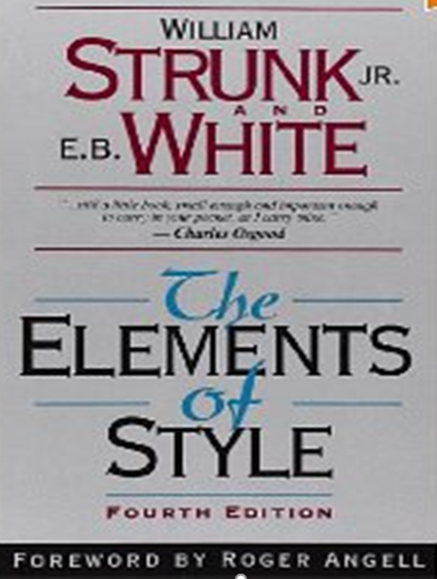 WILLIAM
STRUNK JR.
AND
E.B. WHITE
"...still a little book, small enough and important enough
to carry in your pocket, as I carry mine."
— Charles Osgood
The
ELEMENTS
of
STYLE
FOURTH EDITION
FOREWORD BY ROGER ANGELL